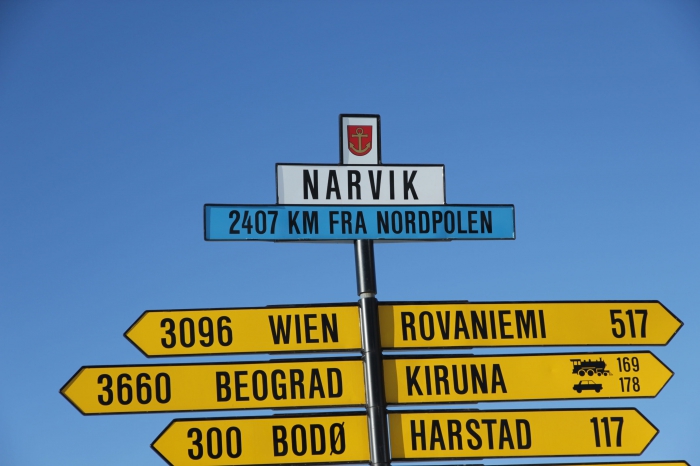 NARVIK
2407 KM FRA NORDPOLEN
3096 WIEN
ROVANIEMI 517
3660 BEOGRAD
KIRUNA 169
178
300 BODØ
HARSTAD 117